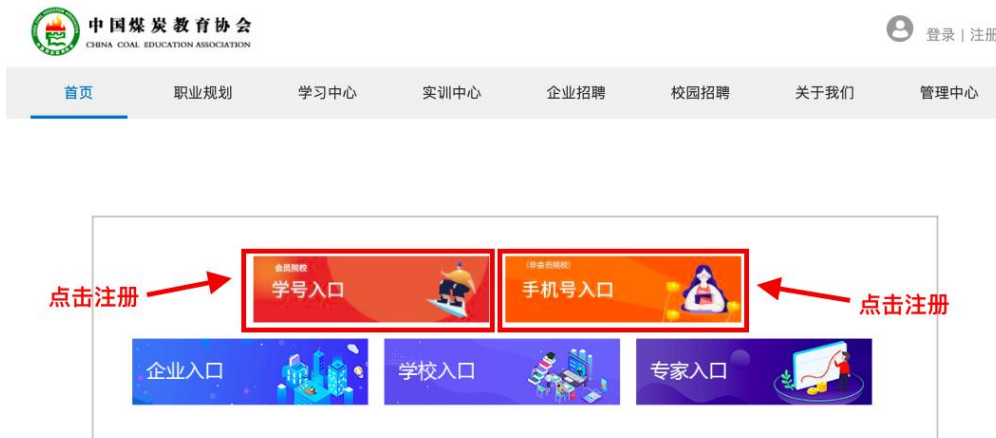 中国煤炭教育协会
CHINA COAL EDUCATION ASSOCIATION
登录 | 注册
首页 职业规划 学习中心 实训中心 企业招聘 校园招聘 关于我们 管理中心
会员院校
学号入口
(非会员院校)
手机号入口
点击注册
点击注册
企业入口
学校入口
专家入口